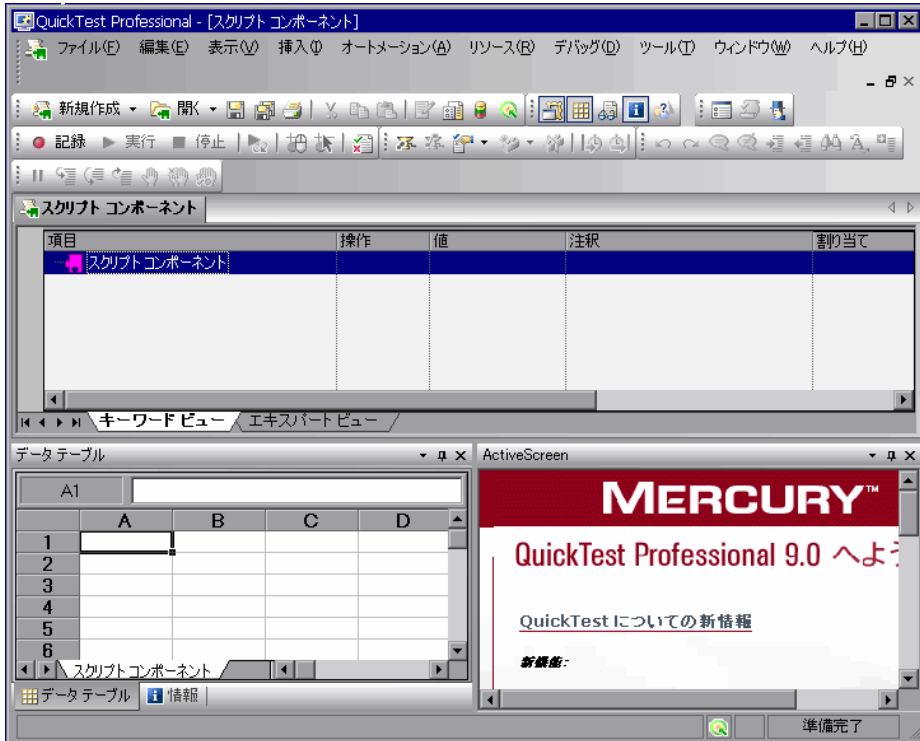 QuickTest Professional - [スクリプト コンポーネント]
ファイル(F) 編集(E) 表示(V) 挿入(I) オートメーション(A) リソース(R) デバッグ(D) ツール(T) ウィンドウ(W) ヘルプ(H)
新規作成 開く
記録 実行 停止
スクリプト コンポーネント
項目 操作 値 注釈 割り当て
スクリプト コンポーネント
キーワード ビュー エキスパート ビュー
データ テーブル
A1
A B C D
1
2
3
4
5
6
スクリプト コンポーネント
データ テーブル 情報
ActiveScreen
MERCURY™
QuickTest Professional 9.0 へよう
QuickTest についての新情報
新機能:
準備完了